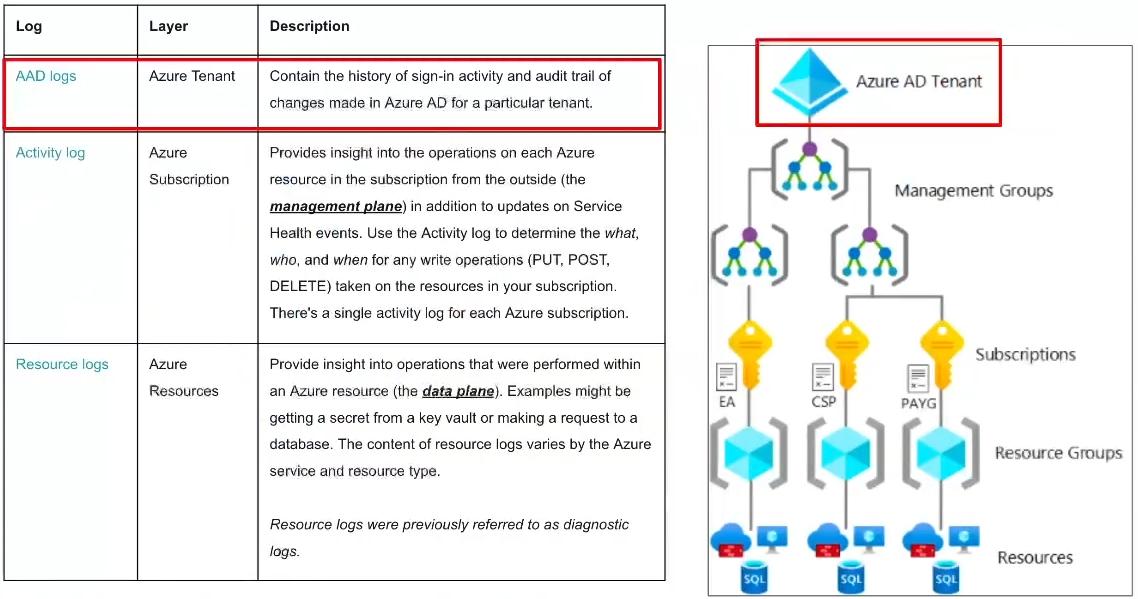 Log Layer Description
AAD logs Azure Tenant Contain the history of sign-in activity and audit trail of
changes made in Azure AD for a particular tenant.
Activity log Azure Provides insight into the operations on each Azure
Subscription resource in the subscription from the outside (the
management plane) in addition to updates on Service
Health events. Use the Activity log to determine the what,
who, and when for any write operations (PUT, POST,
DELETE) taken on the resources in your subscription.
There's a single activity log for each Azure subscription.
Resource logs Azure Provide insight into operations that were performed within
Resources an Azure resource (the data plane). Examples might be
getting a secret from a key vault or making a request to a
database. The content of resource logs varies by the Azure
service and resource type.
Resource logs were previously referred to as diagnostic
logs.
Azure AD Tenant
Management Groups
Subscriptions
EA CSP PAYG
Resource Groups
Resources
SQL SQL SQL